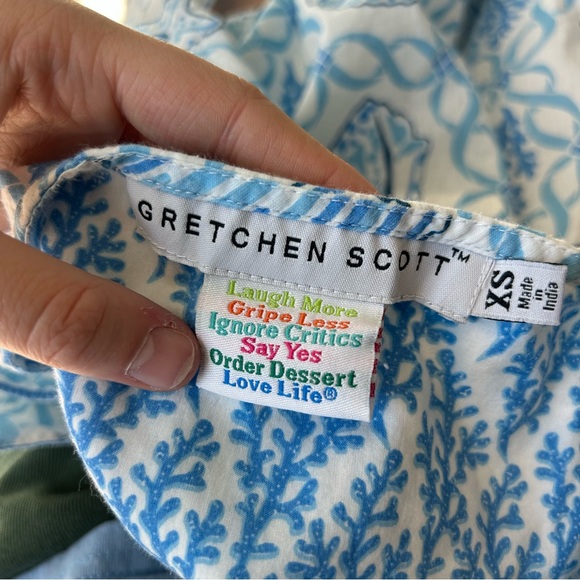 GRETCHEN SCOTT™
XS
Made
in
India
Laugh More
Gripe Less
Ignore Critics
Say Yes
Order Dessert
Love Life®